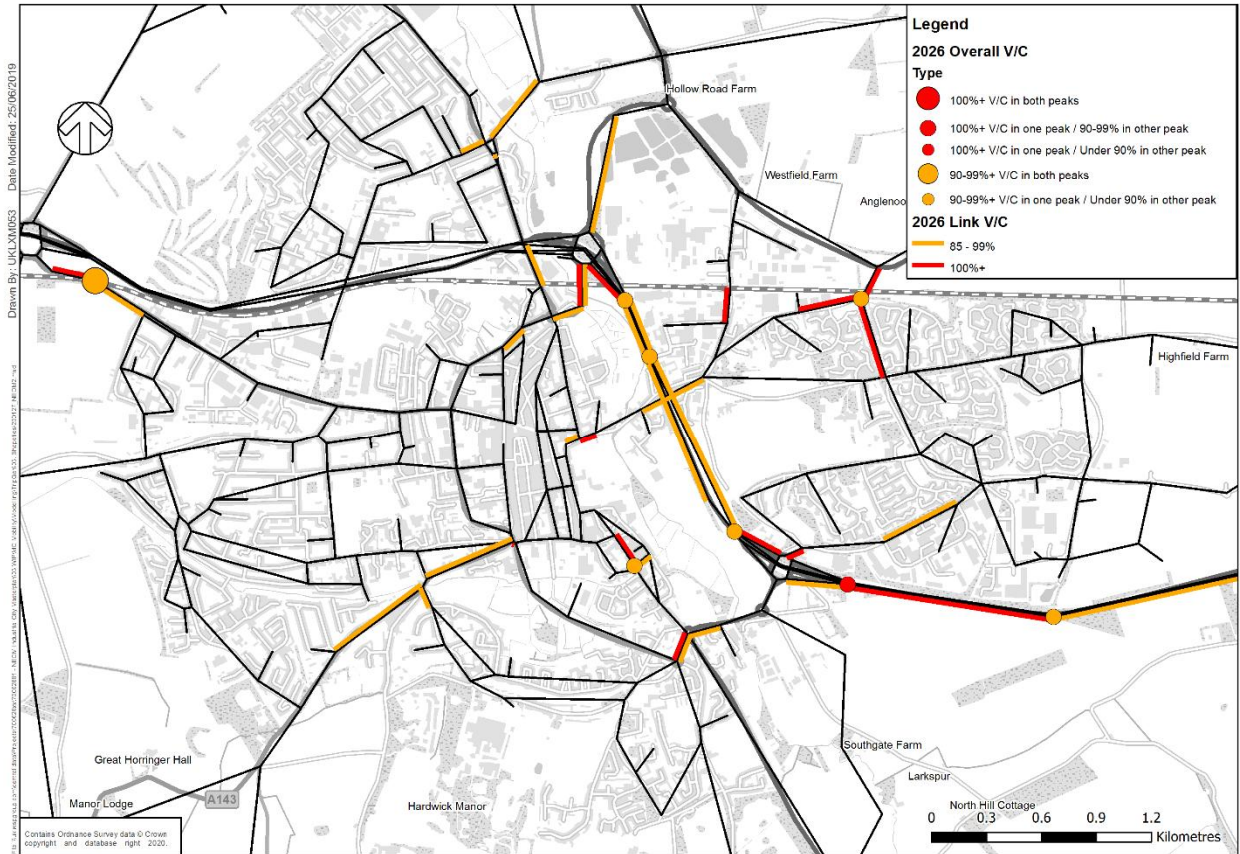 Legend
2026 Overall V/C
Type
100%+ V/C in both peaks
100%+ V/C in one peak / 90-99% in other peak
100%+ V/C in one peak / Under 90% in other peak
90-99%+ V/C in both peaks
90-99%+ V/C in one peak / Under 90% in other peak
2026 Link V/C
85 - 99%
100%+
Date Modified: 25/06/2019
Drawn By: UKLXM053
Hollow Road Farm
Westfield Farm
Anglenoo
Highfield Farm
Great Horringer Hall
Manor Lodge
A143
Hardwick Manor
Southgate Farm
Larkspur
North Hill Cottage
0 0.3 0.6 0.9 1.2
Kilometres
Contains Ordnance Survey data © Crown
copyright and database right 2020.